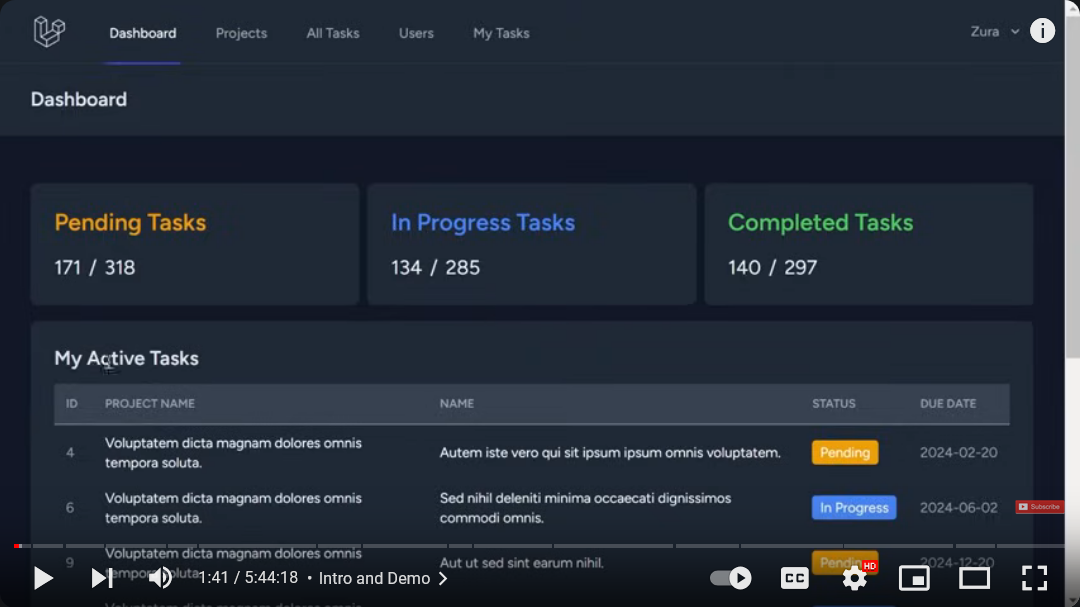 Dashboard Projects All Tasks Users My Tasks Zura
Dashboard
Pending Tasks
171 / 318
In Progress Tasks
134 / 285
Completed Tasks
140 / 297
My Active Tasks
ID PROJECT NAME NAME STATUS DUE DATE
4 Voluptatem dicta magnam dolores omnis
tempora soluta.
Autem iste vero qui sit ipsum ipsum omnis voluptatem. Pending 2024-02-20
6 Voluptatem dicta magnam dolores omnis
tempora soluta.
Sed nihil deleniti minima occaecati dignissimos
commodi omnis.
In Progress 2024-06-02
Subscribe
9 Voluptatem dicta magnam dolores omnis
tempora soluta.
Aut ut sed sint earum nihil. Pending 2024-12-20
1:41 / 5:44:18 • Intro and Demo
CC HD